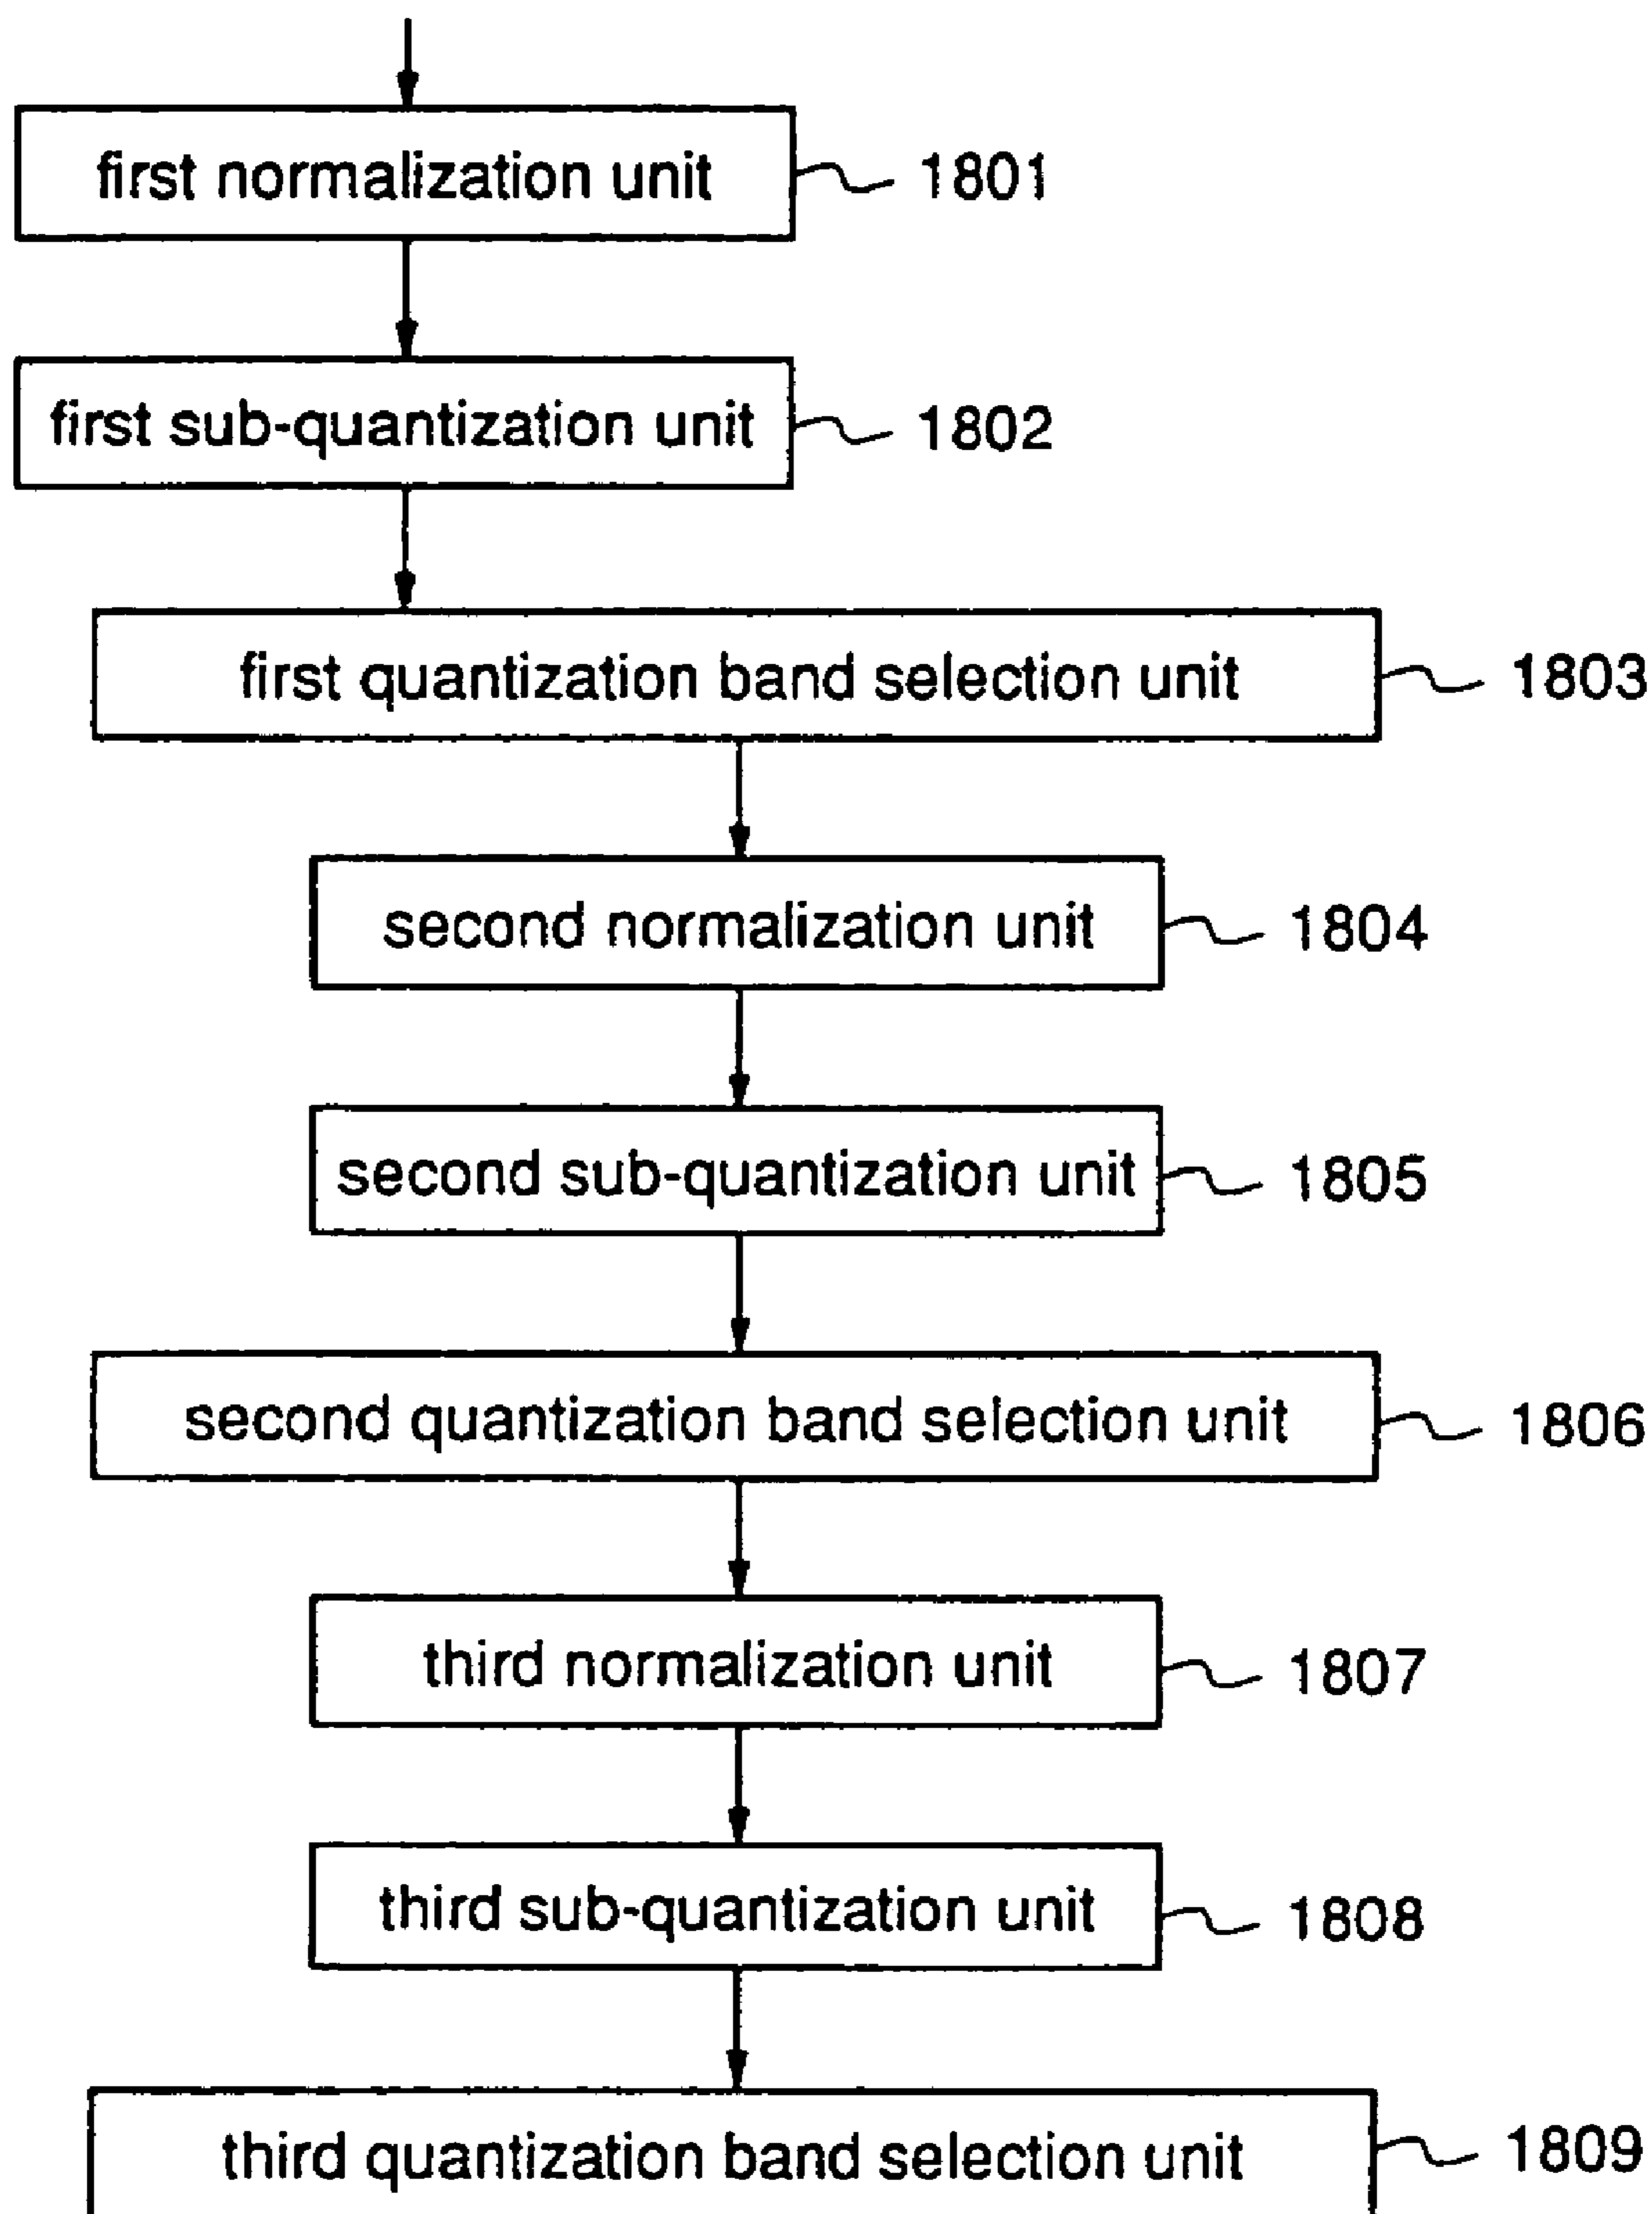 first normalization unit 1801
first sub-quantization unit 1802
first quantization band selection unit 1803
second normalization unit 1804
second sub-quantization unit 1805
second quantization band selection unit 1806
third normalization unit 1807
third sub-quantization unit 1808
third quantization band selection unit 1809